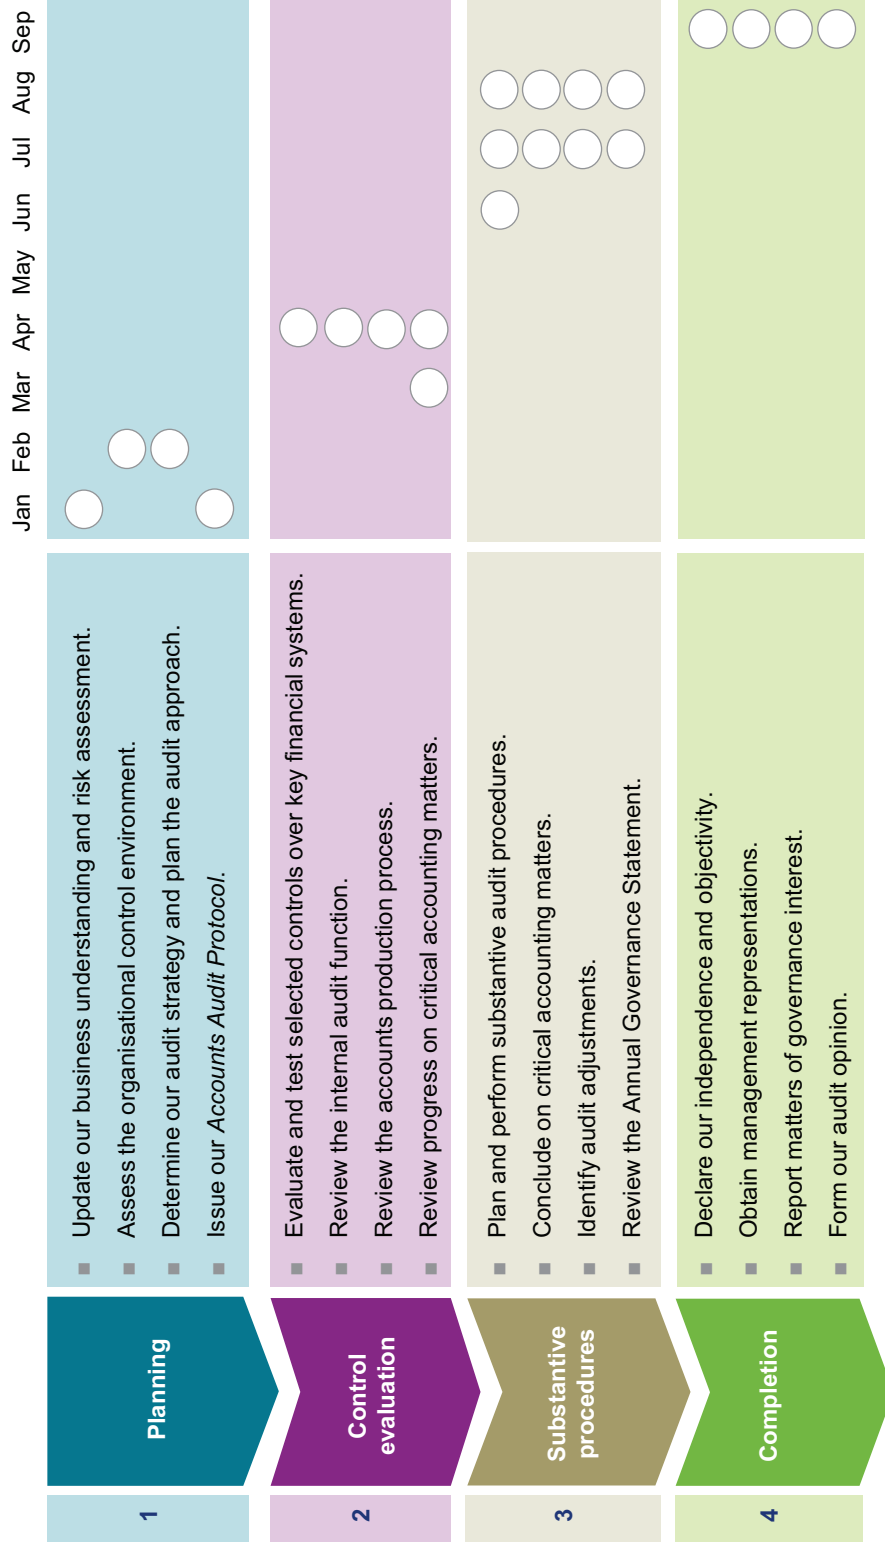 Jan Feb Mar Apr May Jun Jul Aug Sep
1
Planning
■ Update our business understanding and risk assessment.
■ Assess the organisational control environment.
■ Determine our audit strategy and plan the audit approach.
■ Issue our Accounts Audit Protocol.
2
Control
evaluation
■ Evaluate and test selected controls over key financial systems.
■ Review the internal audit function.
■ Review the accounts production process.
■ Review progress on critical accounting matters.
3
Substantive
procedures
■ Plan and perform substantive audit procedures.
■ Conclude on critical accounting matters.
■ Identify audit adjustments.
■ Review the Annual Governance Statement.
4
Completion
■ Declare our independence and objectivity.
■ Obtain management representations.
■ Report matters of governance interest.
■ Form our audit opinion.